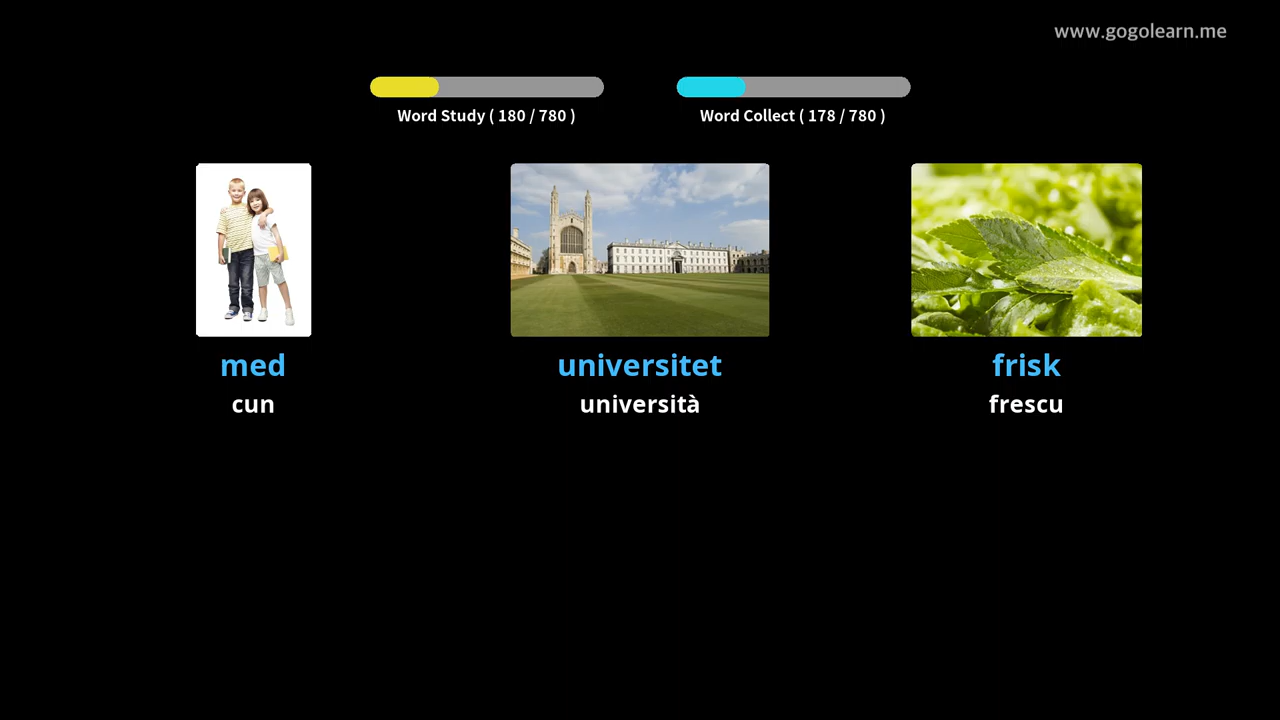 www.gogolearn.me
Word Study ( 180 / 780 )
Word Collect ( 178 / 780 )
med
cun
universitet
università
frisk
frescu